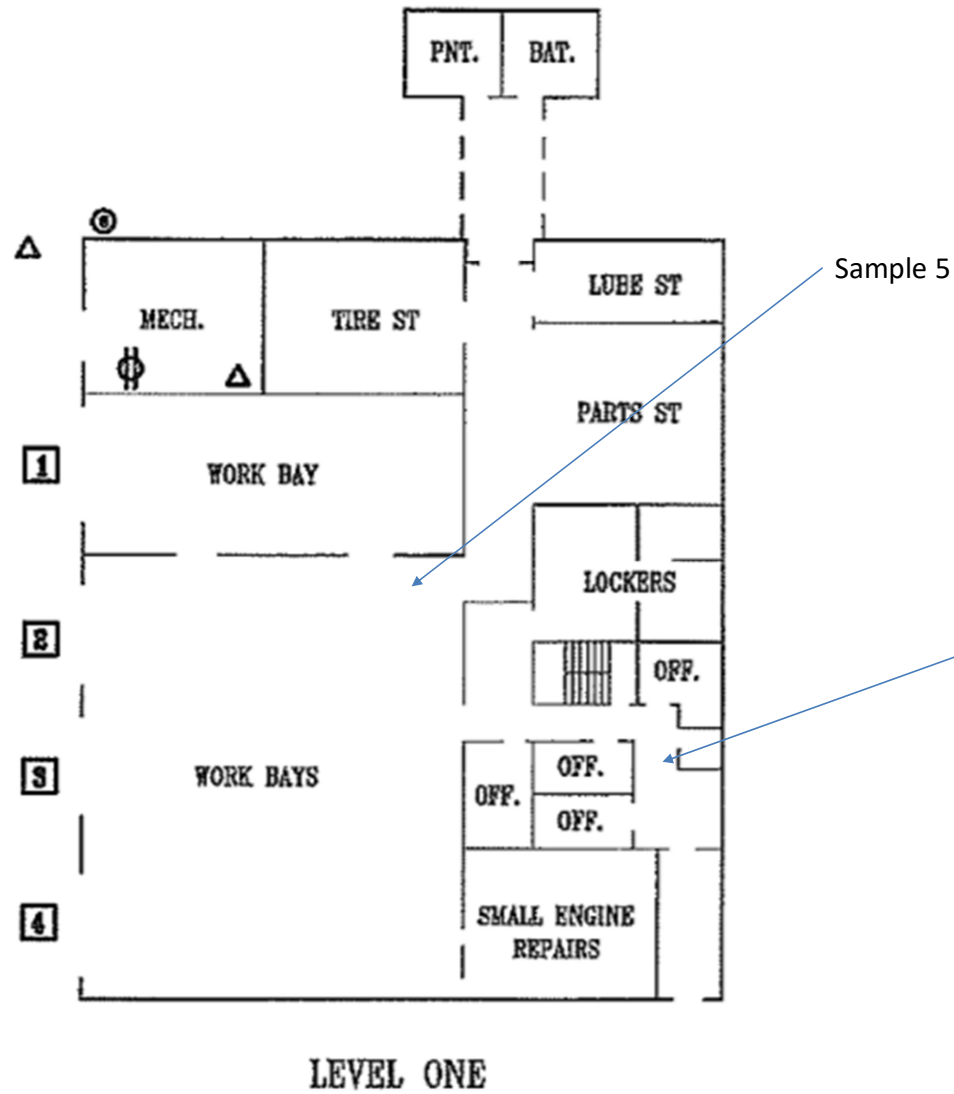 PNT. BAT.
Sample 5
LUBE ST
MECH. TIRE ST
PARTS ST
1
WORK BAY
LOCKERS
2
OFF.
3
WORK BAYS
OFF.
OFF.
OFF.
4
SMALL ENGINE
REPAIRS
LEVEL ONE